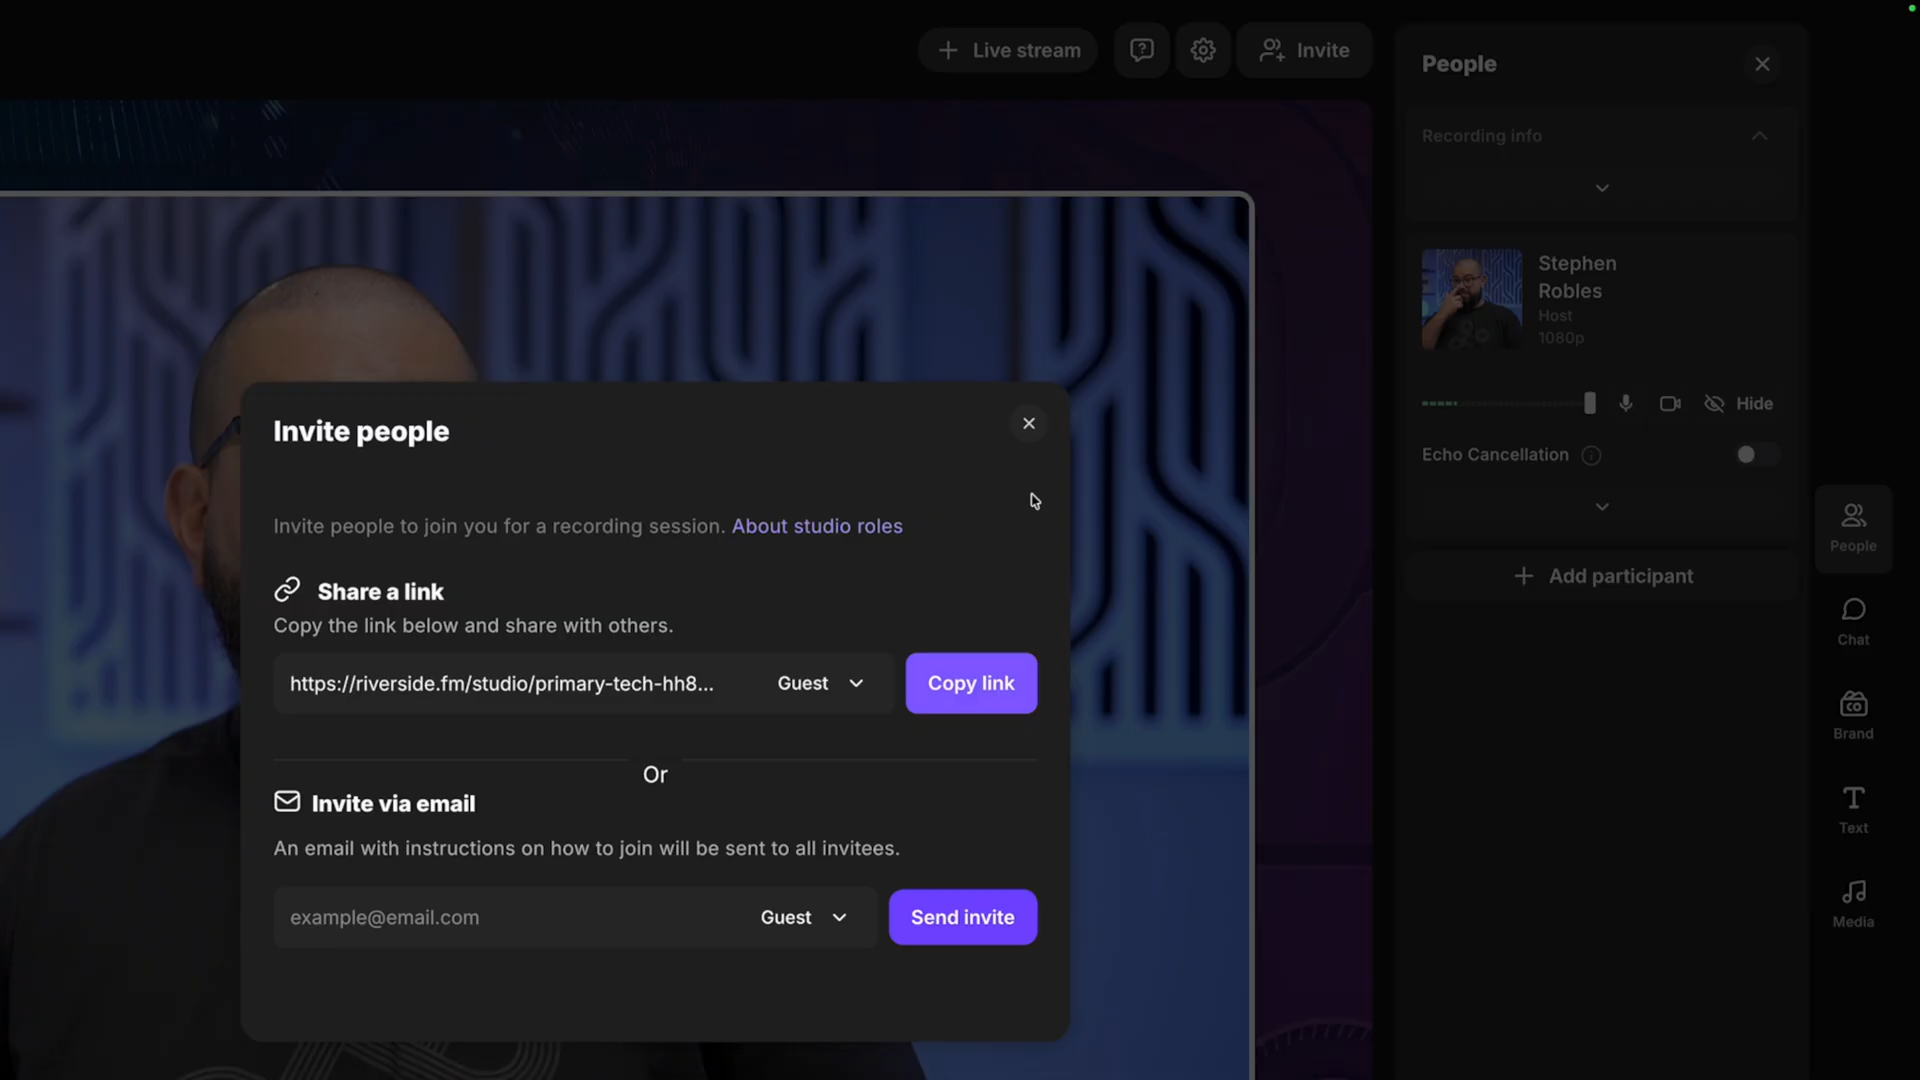 Live stream
Invite
People
Recording info
Stephen
Robles
Host
1080p
Hide
Echo Cancellation
Add participant
People
Chat
CO
Brand
Text
Media
Invite people
Invite people to join you for a recording session. About studio roles
Share a link
Copy the link below and share with others.
https://riverside.fm/studio/primary-tech-hh8...
Guest
Copy link
Or
Invite via email
An email with instructions on how to join will be sent to all invitees.
example@email.com
Guest
Send invite